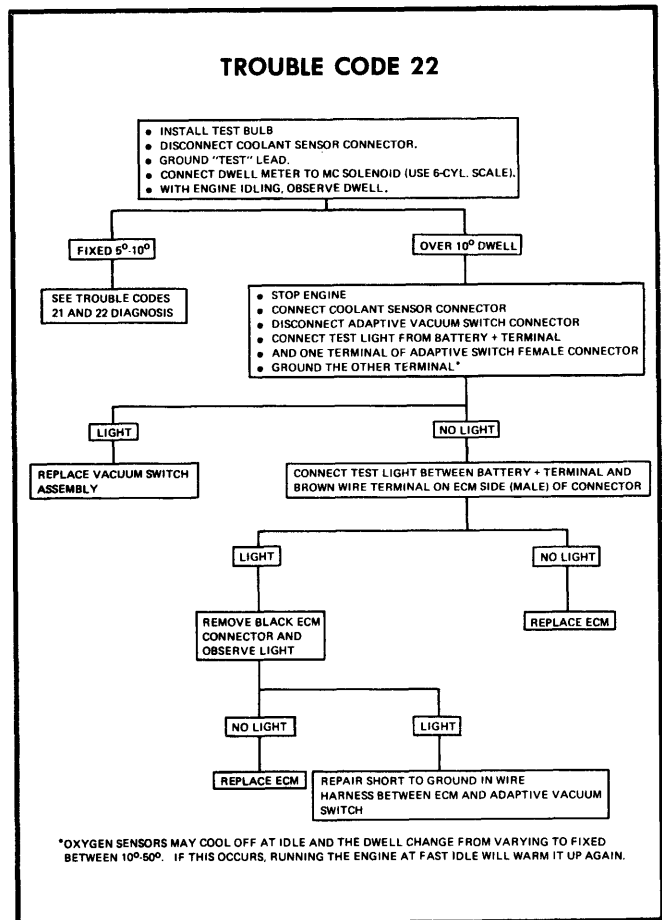 TROUBLE CODE 22
• INSTALL TEST BULB
• DISCONNECT COOLANT SENSOR CONNECTOR.
• GROUND "TEST" LEAD.
• CONNECT DWELL METER TO MC SOLENOID (USE 6-CYL. SCALE).
• WITH ENGINE IDLING, OBSERVE DWELL.
FIXED 5º-10º
OVER 10º DWELL
SEE TROUBLE CODES
21 AND 22 DIAGNOSIS
• STOP ENGINE
• CONNECT COOLANT SENSOR CONNECTOR
• DISCONNECT ADAPTIVE VACUUM SWITCH CONNECTOR
• CONNECT TEST LIGHT FROM BATTERY + TERMINAL
• AND ONE TERMINAL OF ADAPTIVE SWITCH FEMALE CONNECTOR
• GROUND THE OTHER TERMINAL*
LIGHT
NO LIGHT
REPLACE VACUUM SWITCH
ASSEMBLY
CONNECT TEST LIGHT BETWEEN BATTERY + TERMINAL AND
BROWN WIRE TERMINAL ON ECM SIDE (MALE) OF CONNECTOR
LIGHT
NO LIGHT
REMOVE BLACK ECM
CONNECTOR AND
OBSERVE LIGHT
REPLACE ECM
NO LIGHT
LIGHT
REPLACE ECM
REPAIR SHORT TO GROUND IN WIRE
HARNESS BETWEEN ECM AND ADAPTIVE VACUUM
SWITCH
*OXYGEN SENSORS MAY COOL OFF AT IDLE AND THE DWELL CHANGE FROM VARYING TO FIXED
BETWEEN 10º-50º. IF THIS OCCURS, RUNNING THE ENGINE AT FAST IDLE WILL WARM IT UP AGAIN.